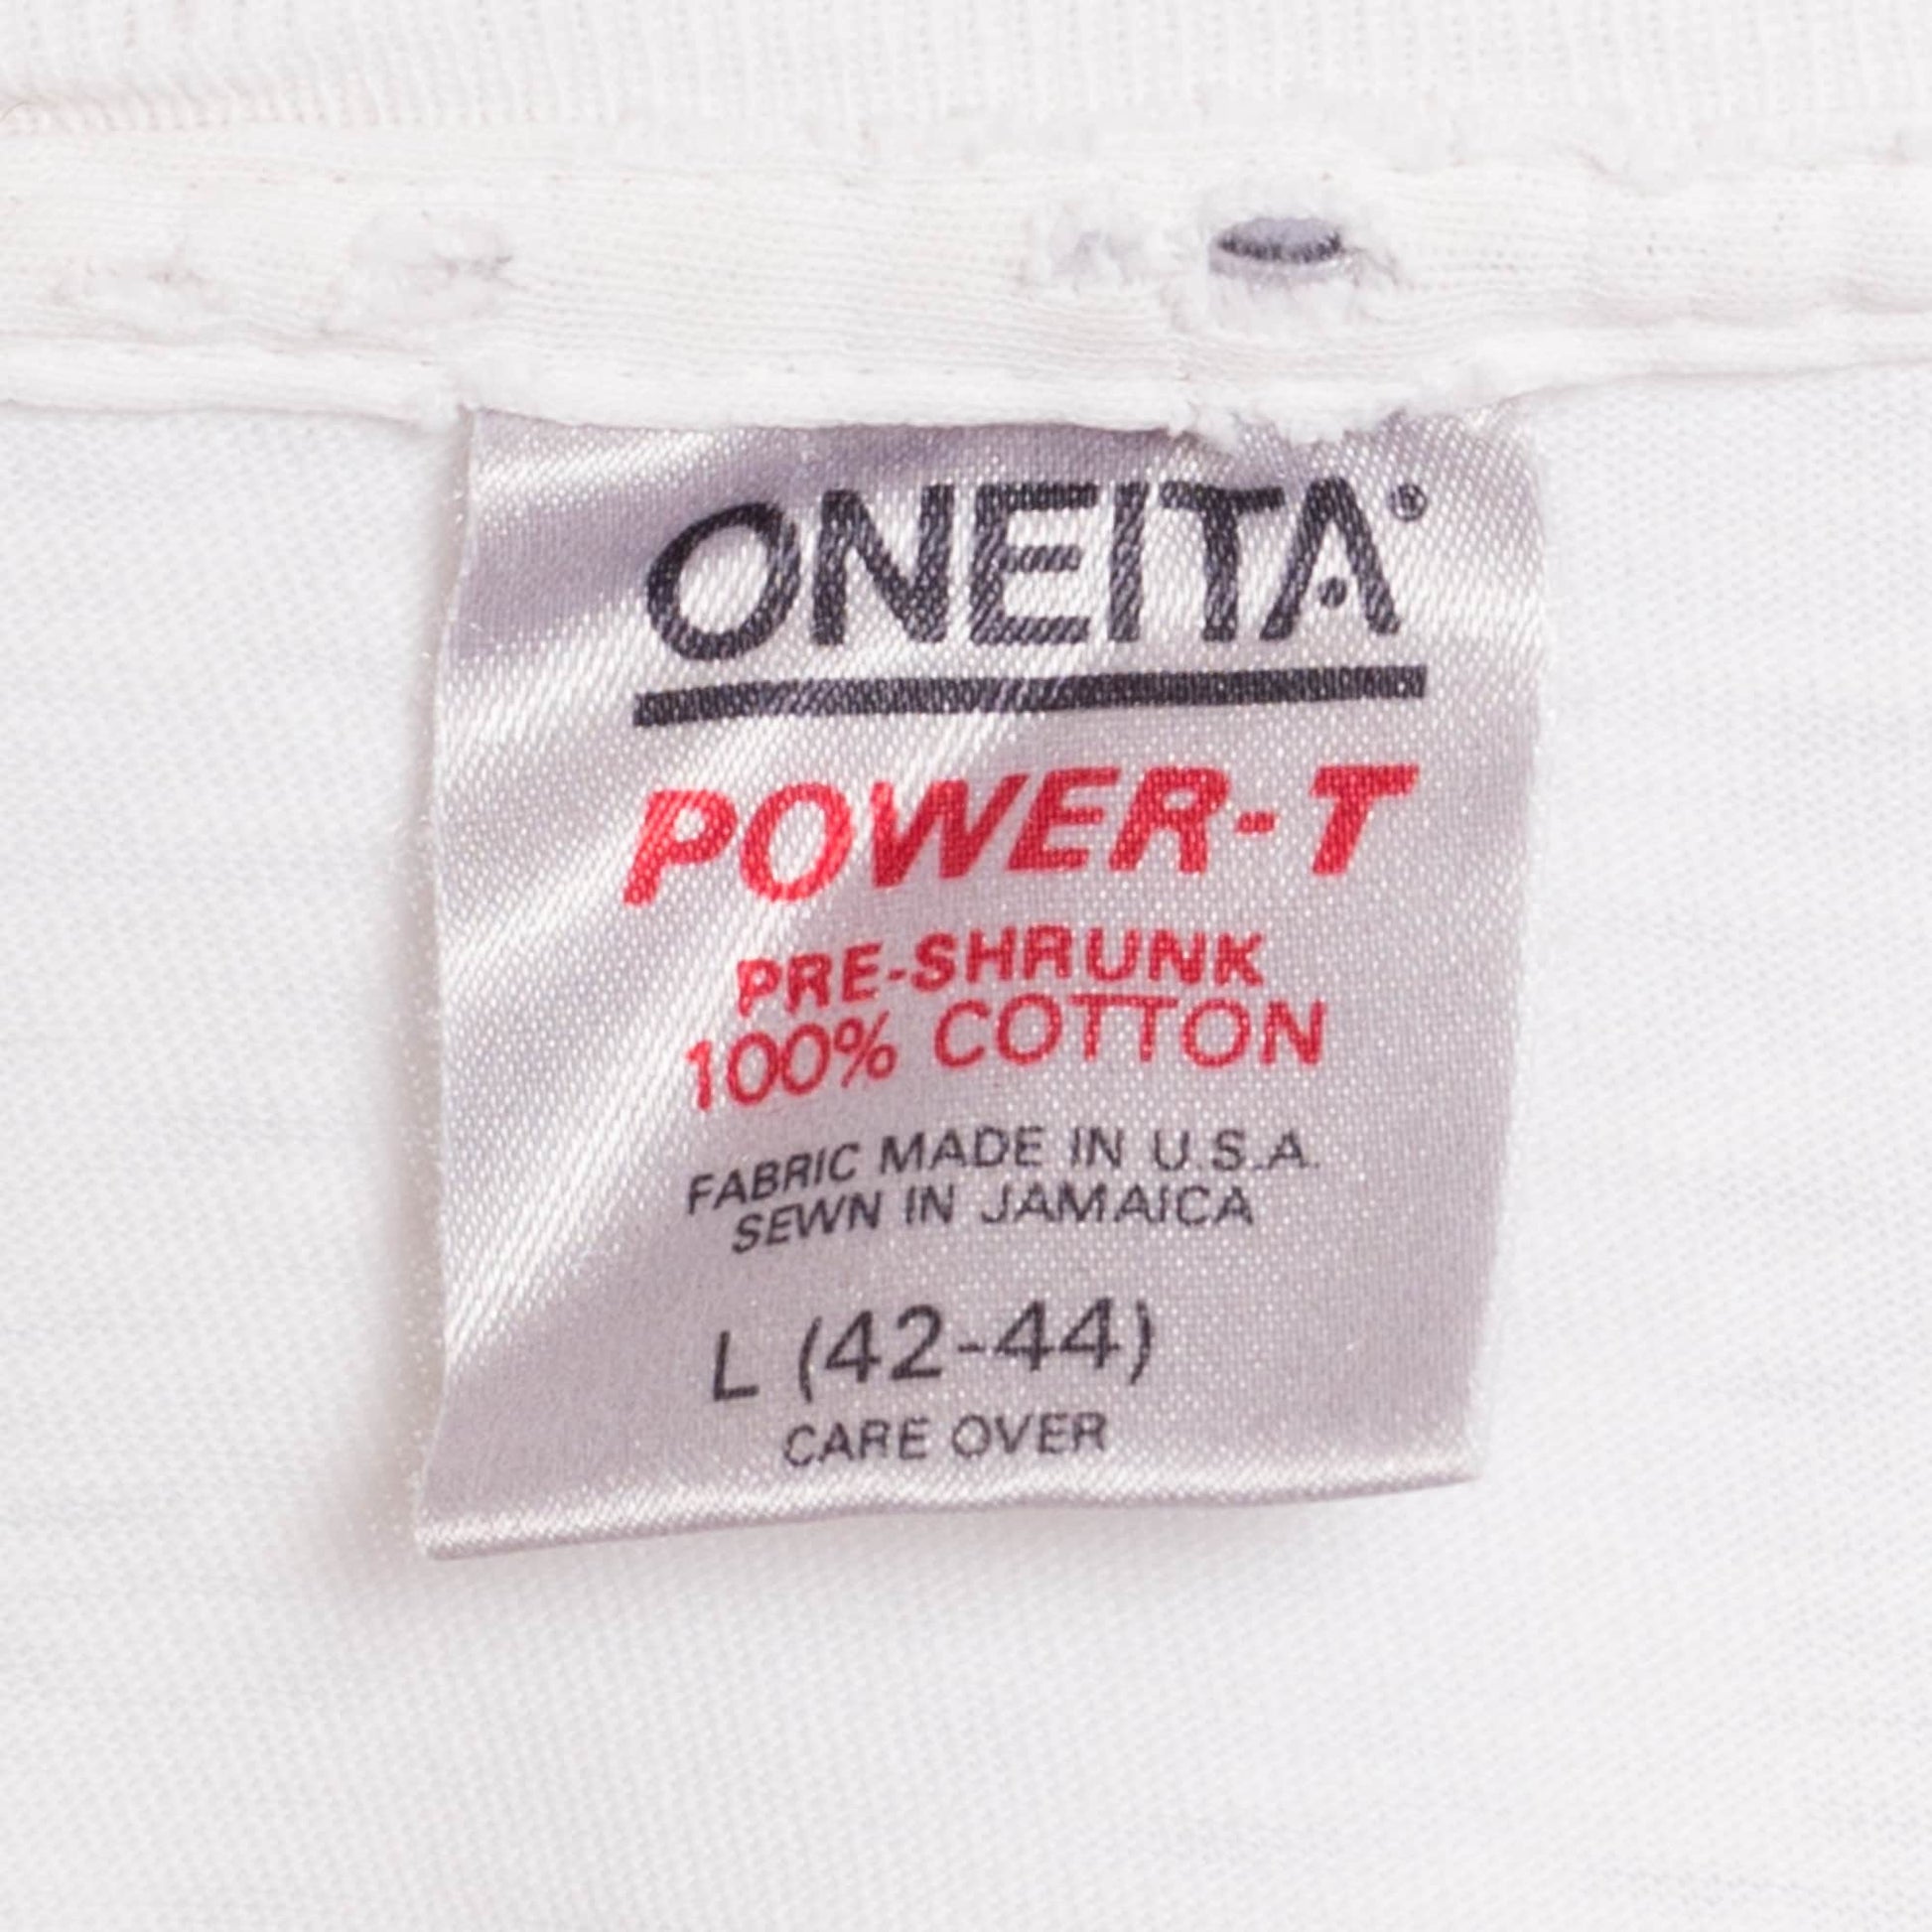 ONEITA®
POWER-T
PRE-SHRUNK
100% COTTON
FABRIC MADE IN U.S.A.
SEWN IN JAMAICA
L (42-44)
CARE OVER